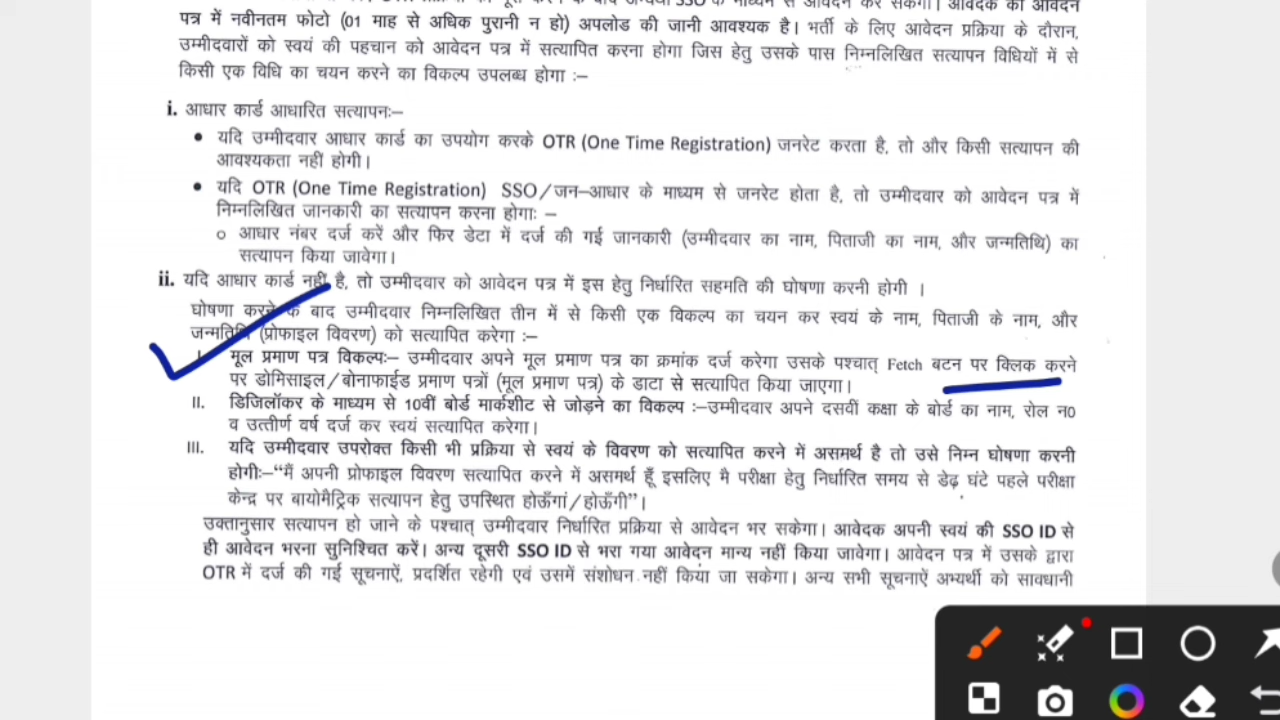 के माध्यम से आवेदन कर सकेगा। आवेदक को आवेदन
पत्र में नवीनतम फोटो (01 माह से अधिक पुरानी न हो) अपलोड की जानी आवश्यक है। भर्ती के लिए आवेदन प्रक्रिया के दौरान,
उम्मीदवारों को स्वयं की पहचान को आवेदन पत्र में सत्यापित करना होगा जिस हेतु उसके पास निम्नलिखित सत्यापन विधियों में से
किसी एक विधि का चयन करने का विकल्प उपलब्ध होगा :–
i. आधार कार्ड आधारित सत्यापनः–
• यदि उम्मीदवार आधार कार्ड का उपयोग करके OTR (One Time Registration) जनरेट करता है, तो और किसी सत्यापन की
आवश्यकता नहीं होगी।
• यदि OTR (One Time Registration) SSO/जन–आधार के माध्यम से जनरेट होता है, तो उम्मीदवार को आवेदन पत्र में
निम्नलिखित जानकारी का सत्यापन करना होगाः –
o आधार नंबर दर्ज करें और फिर डेटा में दर्ज की गई जानकारी (उम्मीदवार का नाम, पिताजी का नाम, और जन्मतिथि) का
सत्यापन किया जावेगा।
ii. यदि आधार कार्ड नहीं है, तो उम्मीदवार को आवेदन पत्र में इस हेतु निर्धारित सहमति की घोषणा करनी होगी ।
घोषणा करने के बाद उम्मीदवार निम्नलिखित तीन में से किसी एक विकल्प का चयन कर स्वयं के नाम, पिताजी के नाम, और
जन्मतिथि (प्रोफाइल विवरण) को सत्यापित करेगा :–
I. मूल प्रमाण पत्र विकल्पः– उम्मीदवार अपने मूल प्रमाण पत्र का क्रमांक दर्ज करेगा उसके पश्चात् Fetch बटन पर क्लिक करने
पर डोमिसाइल/बोनाफाईड प्रमाण पत्रों (मूल प्रमाण पत्र) के डाटा से सत्यापित किया जाएगा।
II. डिजिलॉकर के माध्यम से 10वीं बोर्ड मार्कशीट से जोड़ने का विकल्प :–उम्मीदवार अपने दसवीं कक्षा के बोर्ड का नाम, रोल न0
व उत्तीर्ण वर्ष दर्ज कर स्वयं सत्यापित करेगा।
III. यदि उम्मीदवार उपरोक्त किसी भी प्रक्रिया से स्वयं के विवरण को सत्यापित करने में असमर्थ है तो उसे निम्न घोषणा करनी
होगीः–“मैं अपनी प्रोफाइल विवरण सत्यापित करने में असमर्थ हूँ इसलिए मै परीक्षा हेतु निर्धारित समय से डेढ़ घंटे पहले परीक्षा
केन्द्र पर बायोमैट्रिक सत्यापन हेतु उपस्थित होऊँगां/होऊँगी”।
उक्तानुसार सत्यापन हो जाने के पश्चात् उम्मीदवार निर्धारित प्रक्रिया से आवेदन भर सकेगा। आवेदक अपनी स्वयं की SSO ID से
ही आवेदन भरना सुनिश्चित करें। अन्य दूसरी SSO ID से भरा गया आवेदन मान्य नहीं किया जावेगा। आवेदन पत्र में उसके द्वारा
OTR में दर्ज की गई सूचनाऐं, प्रदर्शित रहेगी एवं उसमें संशोधन नहीं किया जा सकेगा। अन्य सभी सूचनाऐं अभ्यर्थी को सावधानी